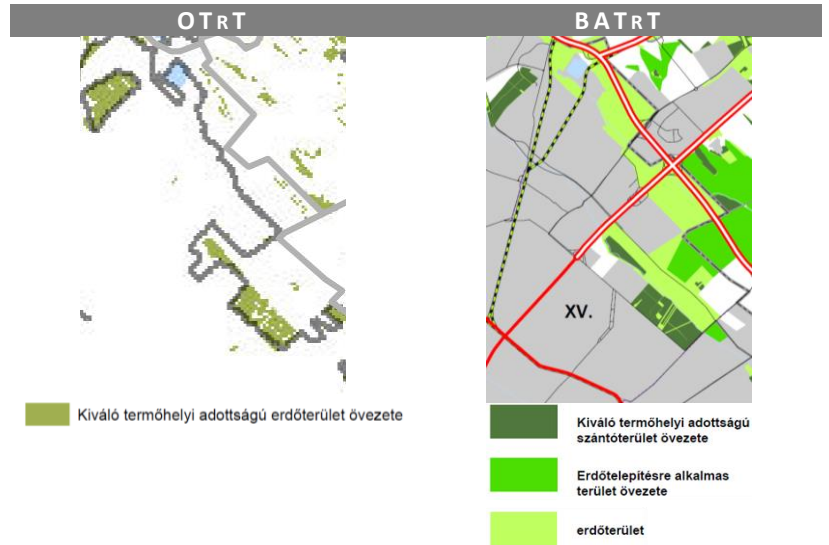 OTRT
BATRT
XV.
Kiváló termőhelyi adottságú erdőterület övezete
Kiváló termőhelyi adottságú
szántóterület övezete
Erdőtelepítésre alkalmas
terület övezete
erdőterület